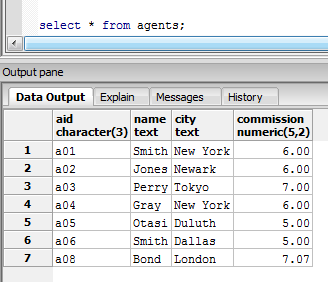 select * from agents;
Output pane
Data Output Explain Messages History
aid name city commission
character(3) text text numeric(5,2)
1 a01 Smith New York 6.00
2 a02 Jones Newark 6.00
3 a03 Perry Tokyo 7.00
4 a04 Gray New York 6.00
5 a05 Otasi Duluth 5.00
6 a06 Smith Dallas 5.00
7 a08 Bond London 7.07